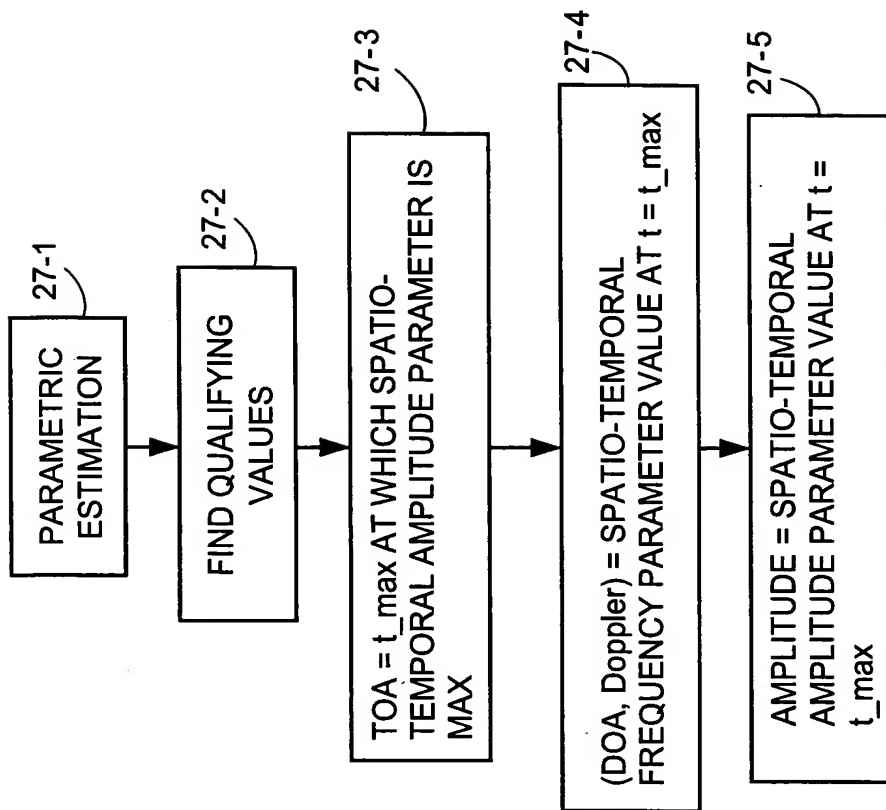 27-1
PARAMETRIC
ESTIMATION
27-2
FIND QUALIFYING
VALUES
27-3
TOA = t_max AT WHICH SPATIO-
TEMPORAL AMPLITUDE PARAMETER IS
MAX
27-4
(DOA, Doppler) = SPATIO-TEMPORAL
FREQUENCY PARAMETER VALUE AT t = t_max
27-5
AMPLITUDE = SPATIO-TEMPORAL
AMPLITUDE PARAMETER VALUE AT t =
t_max